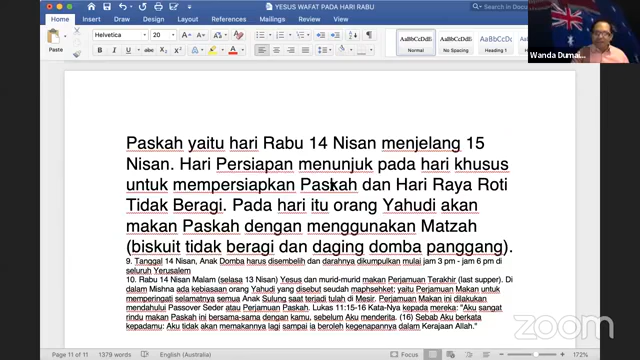 YESUS WAFAT PADA HARI RABU
Search in Docu
Home Insert Draw Design Layout References Mailings Review View
Share
Paste
Helvetica 20
AaBbCcDdEe AaBbCcDdEe AaBbCcDc AaBbCcDdEe
Normal No Spacing Heading 1
Wanda Dumai...
Paskah yaitu hari Rabu 14 Nisan menjelang 15
Nisan. Hari Persiapan menunjuk pada hari khusus
untuk mempersiapkan Paskah dan Hari Raya Roti
Tidak Beragi. Pada hari itu orang Yahudi akan
makan Paskah dengan menggunakan Matzah
(biskuit tidak beragi dan daging domba panggang).
9. Tanggal 14 Nisan, Anak Domba harus disembelih dan darahnya dikumpulkan mulai jam 3 pm - jam 6 pm di
seluruh Yerusalem
10. Rabu 14 Nisan Malam (selasa 13 Nisan) Yesus dan murid-murid makan Perjamuan Terakhir (last supper). Di
dalam Mishna ada kebiasaan orang Yahudi yang disebut seudah maphsehket; yaitu Perjamuan Makan untuk
memperingati selamatnya semua Anak Sulung saat terjadi tulah di Mesir. Perjamuan Makan ini dilakukan
mendahului Passover Seder atau Perjamuan Paskah. Lukas 11:15-16 Kata-Nya kepada mereka: "Aku sangat
rindu makan Paskah ini bersama-sama dengan kamu, sebelum Aku menderita. (16) Sebab Aku berkata
kepadamu: Aku tidak akan memakannya lagi sampai ia beroleh kegenapannya dalam Kerajaan Allah."
zoom
Page 11 of 11 1379 words English (Australia) Focus 172%